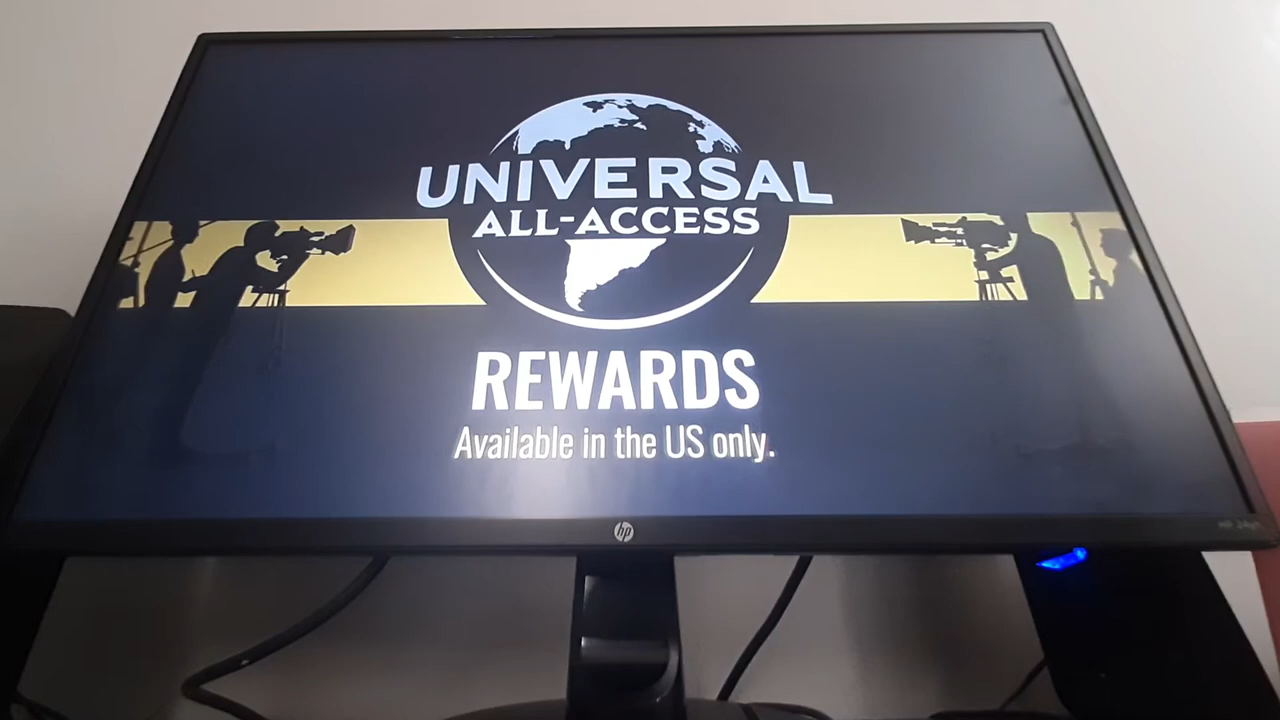 UNIVERSAL
ALL-ACCESS
REWARDS
Available in the US only.
hp